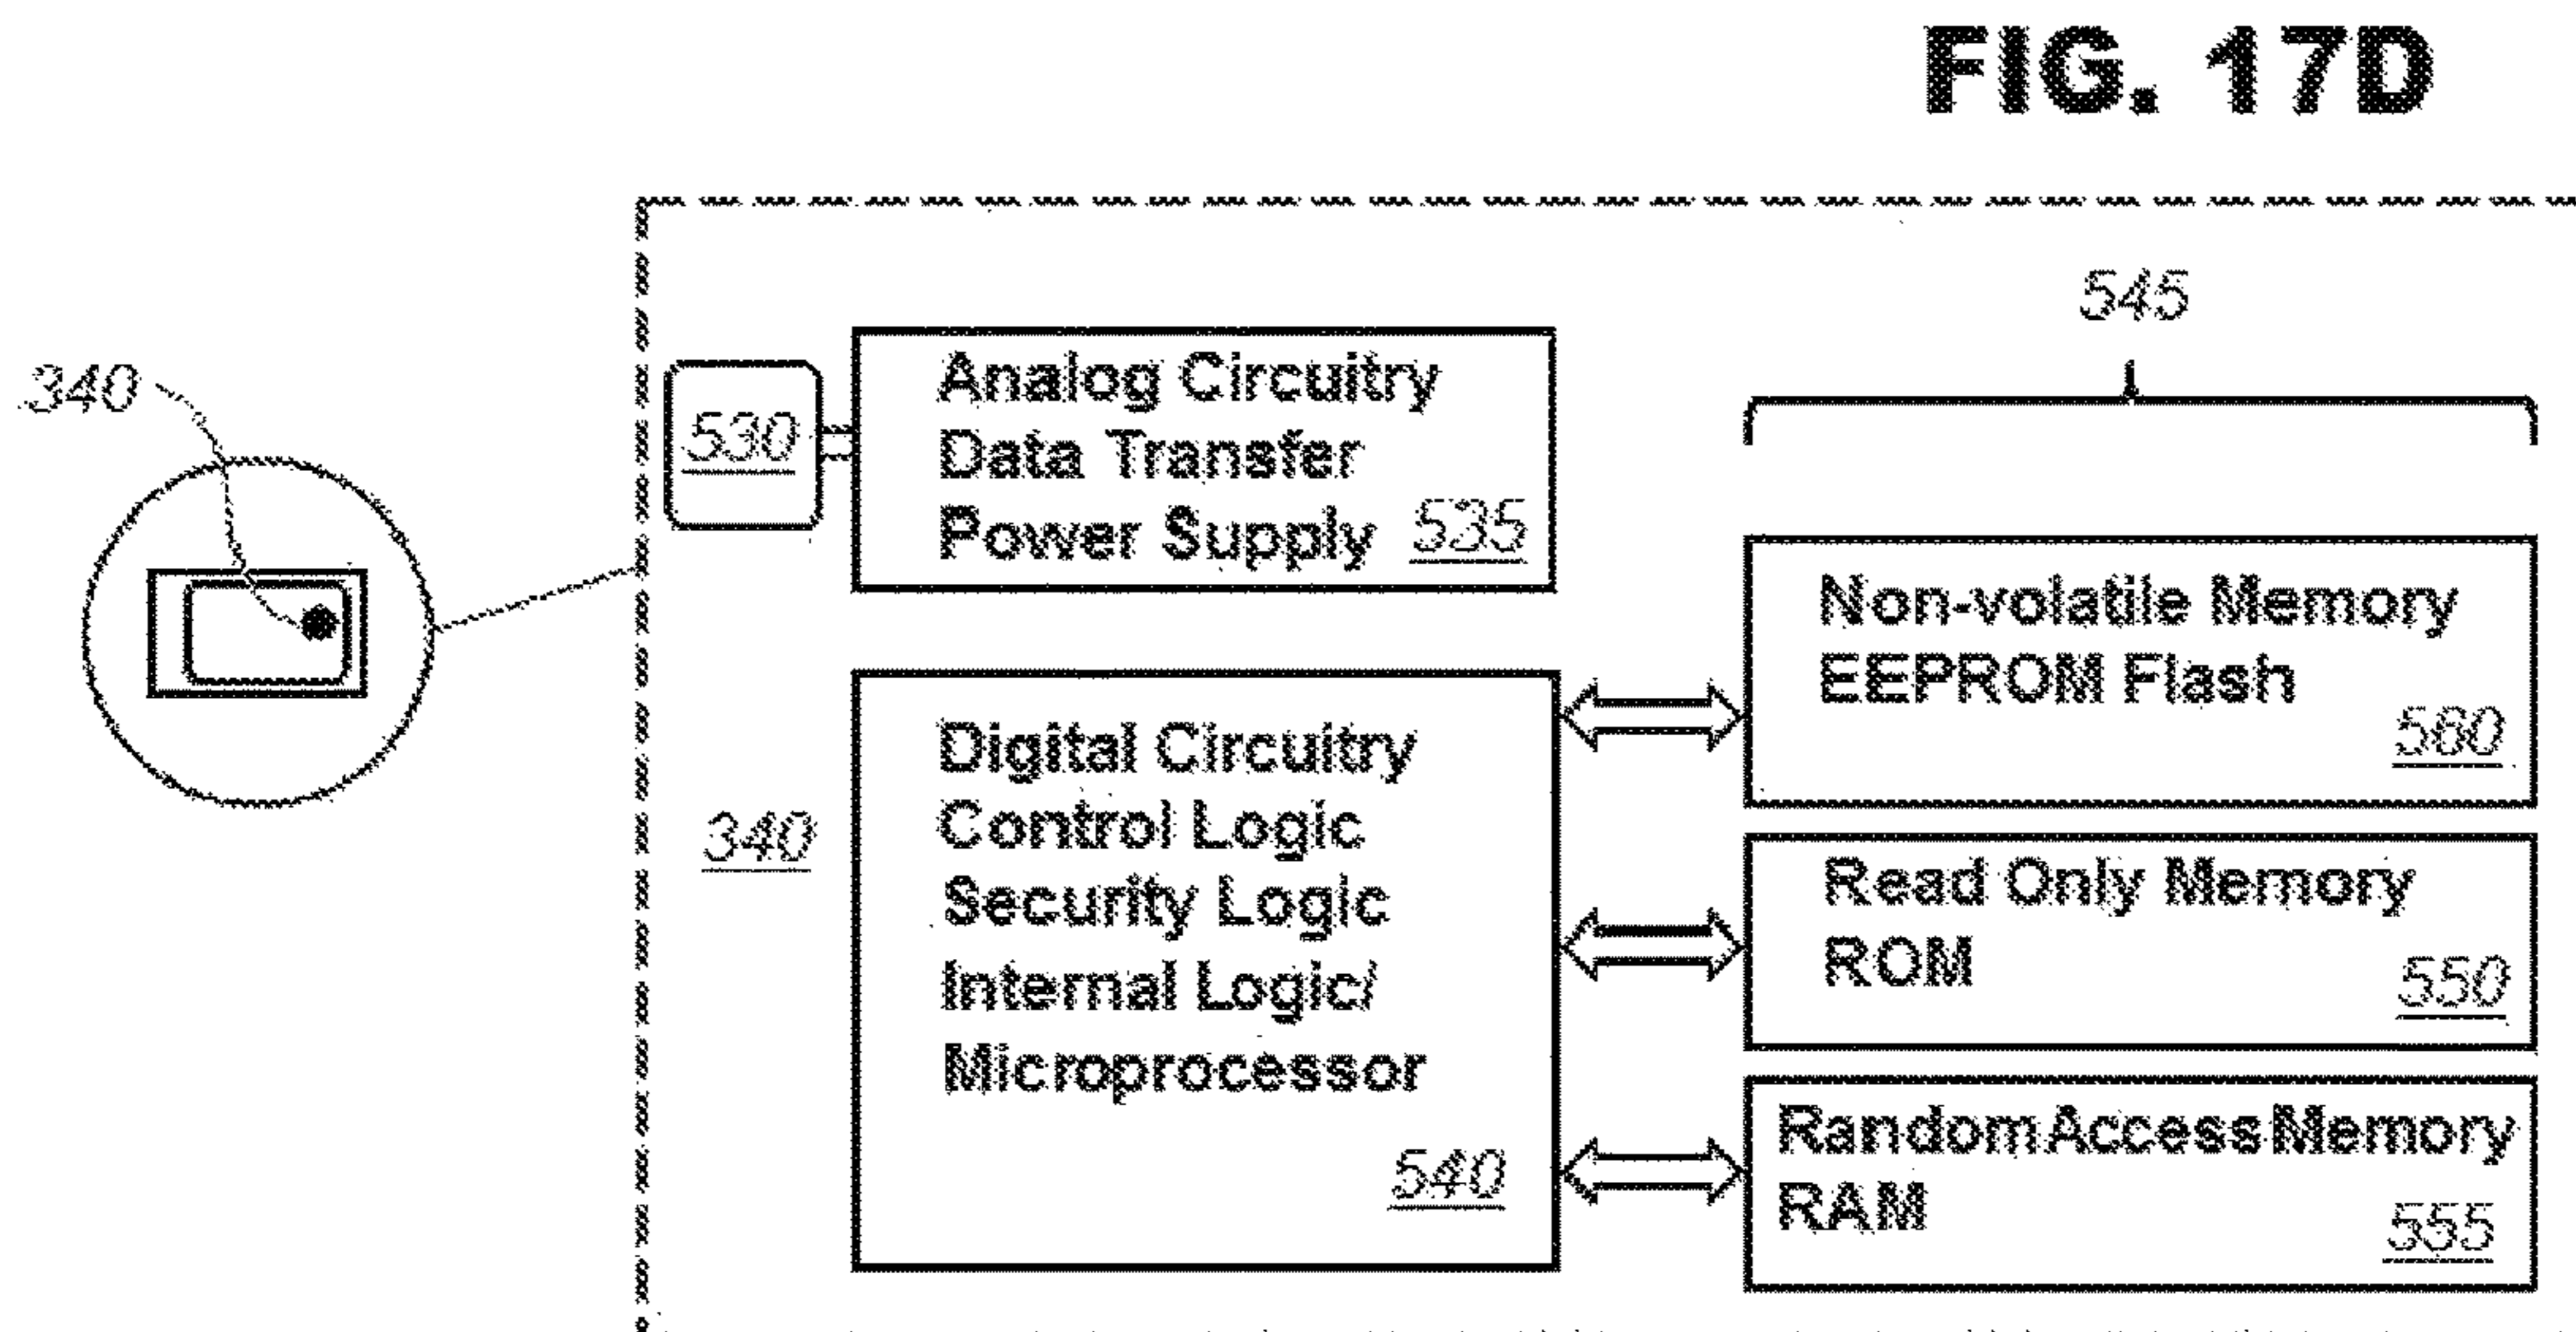 FIG. 17D
545
340
530
Analog Circuitry
Data Transfer
Power Supply 535
Non-volatile Memory
EEPROM Flash
560
340
Digital Circuitry
Control Logic
Security Logic
Internal Logic/
Microprocessor
540
Read Only Memory
ROM
550
Random Access Memory
RAM
555